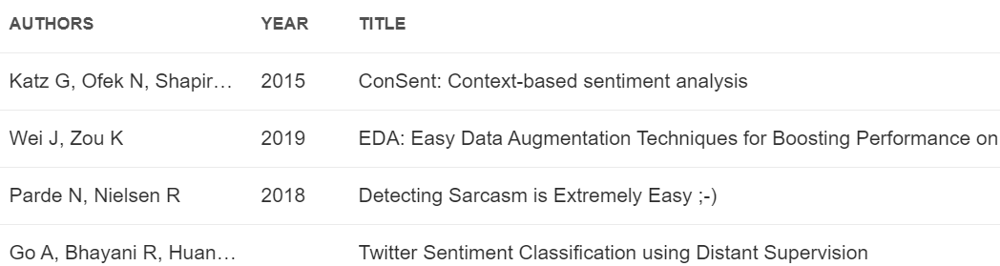 AUTHORS YEAR TITLE
Katz G, Ofek N, Shapir… 2015 ConSent: Context-based sentiment analysis
Wei J, Zou K 2019 EDA: Easy Data Augmentation Techniques for Boosting Performance on
Parde N, Nielsen R 2018 Detecting Sarcasm is Extremely Easy ;-)
Go A, Bhayani R, Huan… Twitter Sentiment Classification using Distant Supervision